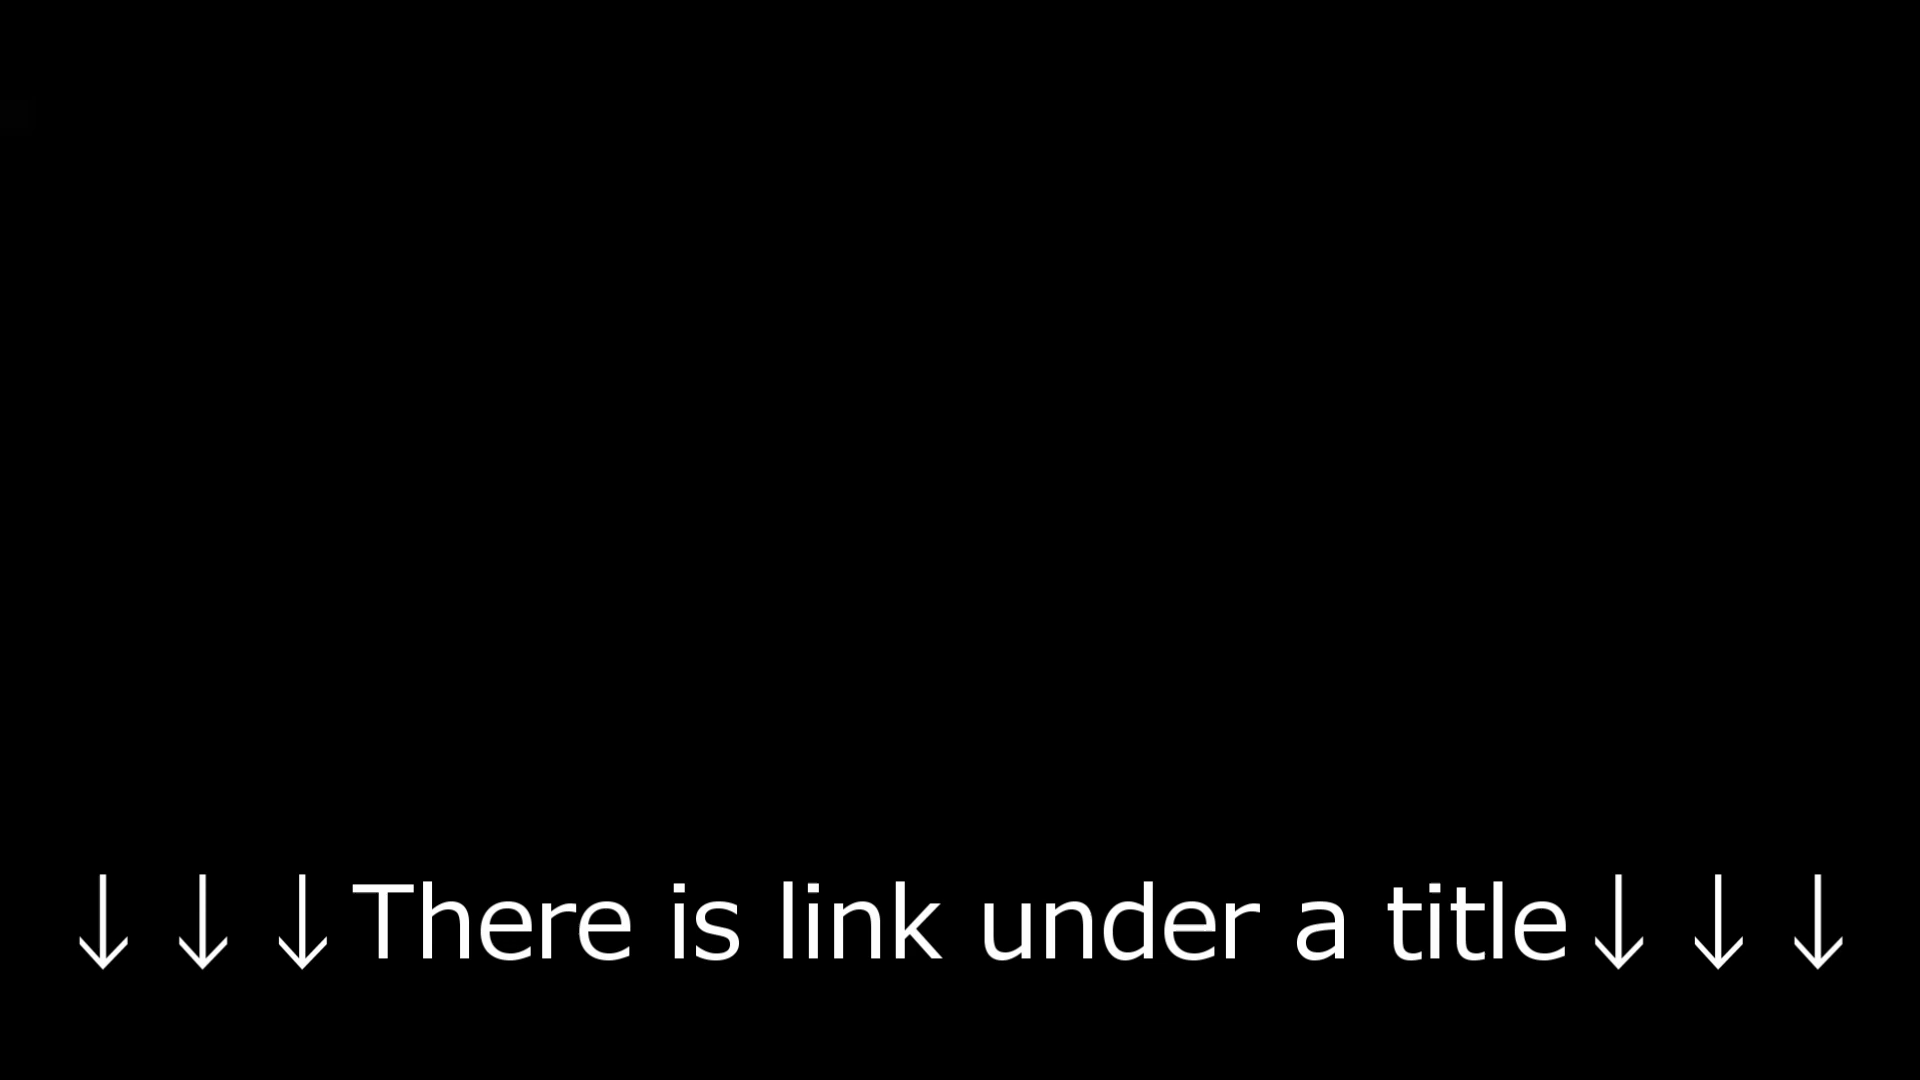 ↓ ↓ ↓There is link under a title↓ ↓ ↓